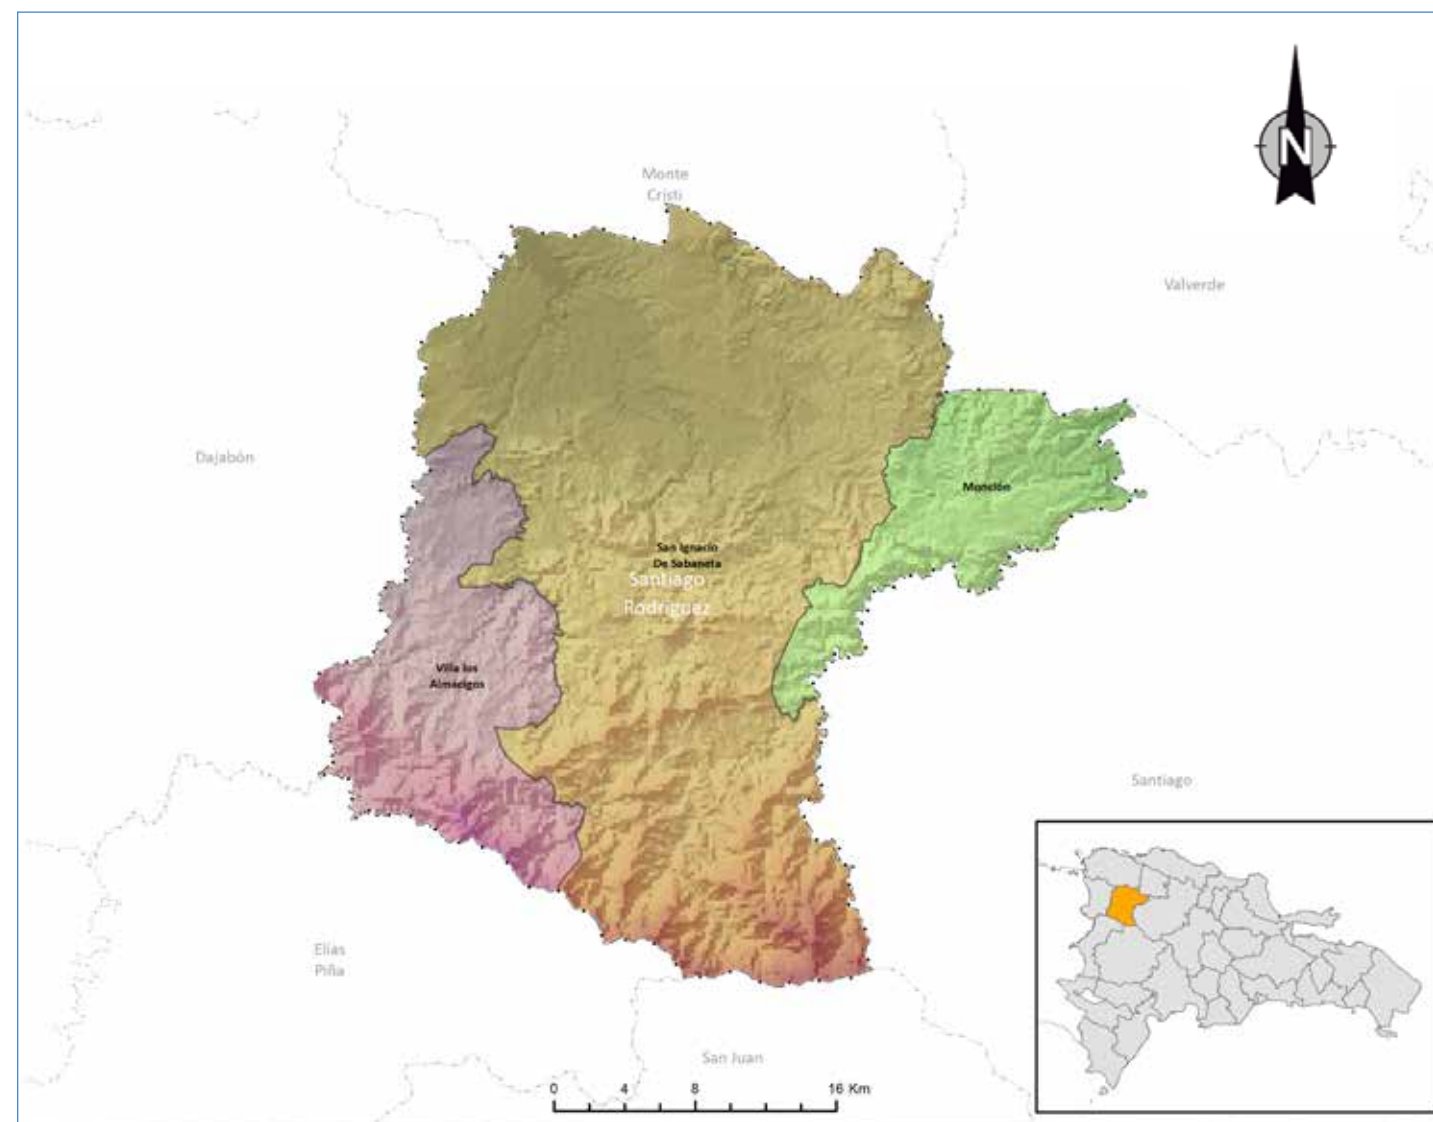 N
Monte
Cristi
Valverde
Dajabón
Monción
San Ignacio
De Sabaneta
Santiago
Rodríguez
Villa los
Almacigos
Santiago
Elías
Piña
San Juan
0 4 8 16 Km